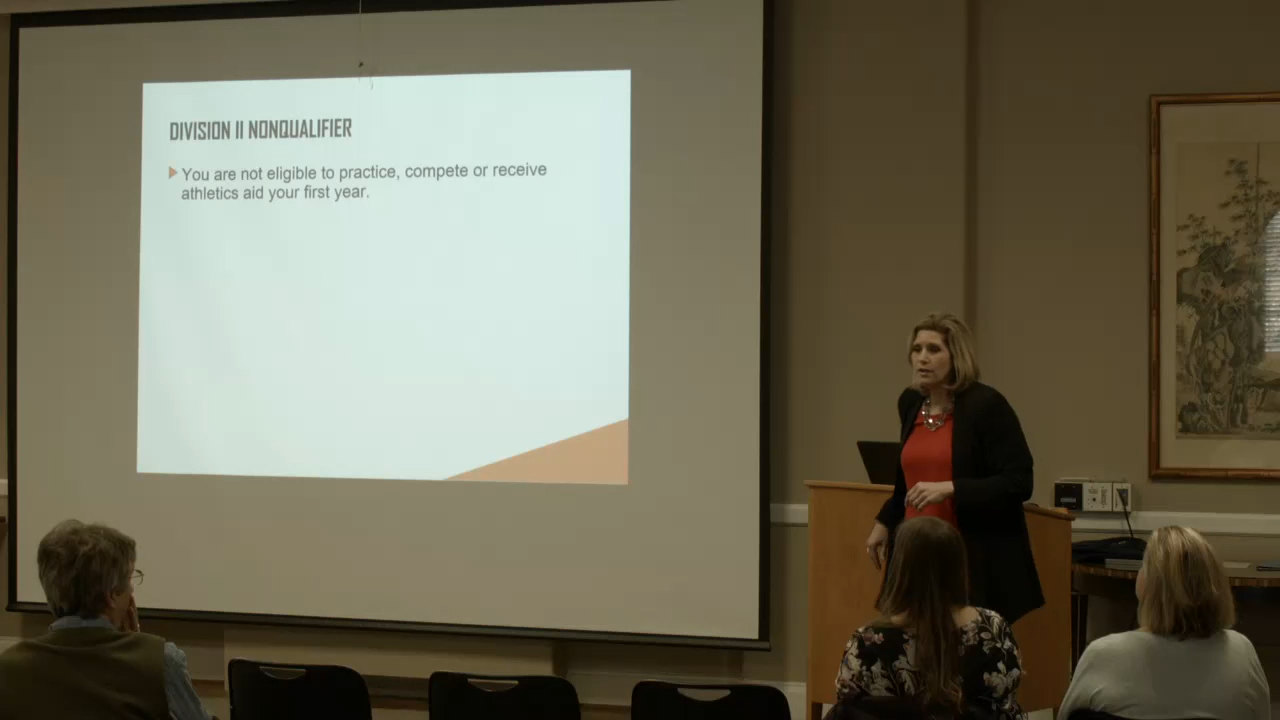 DIVISION II NONQUALIFIER
You are not eligible to practice, compete or receive
athletics aid your first year.